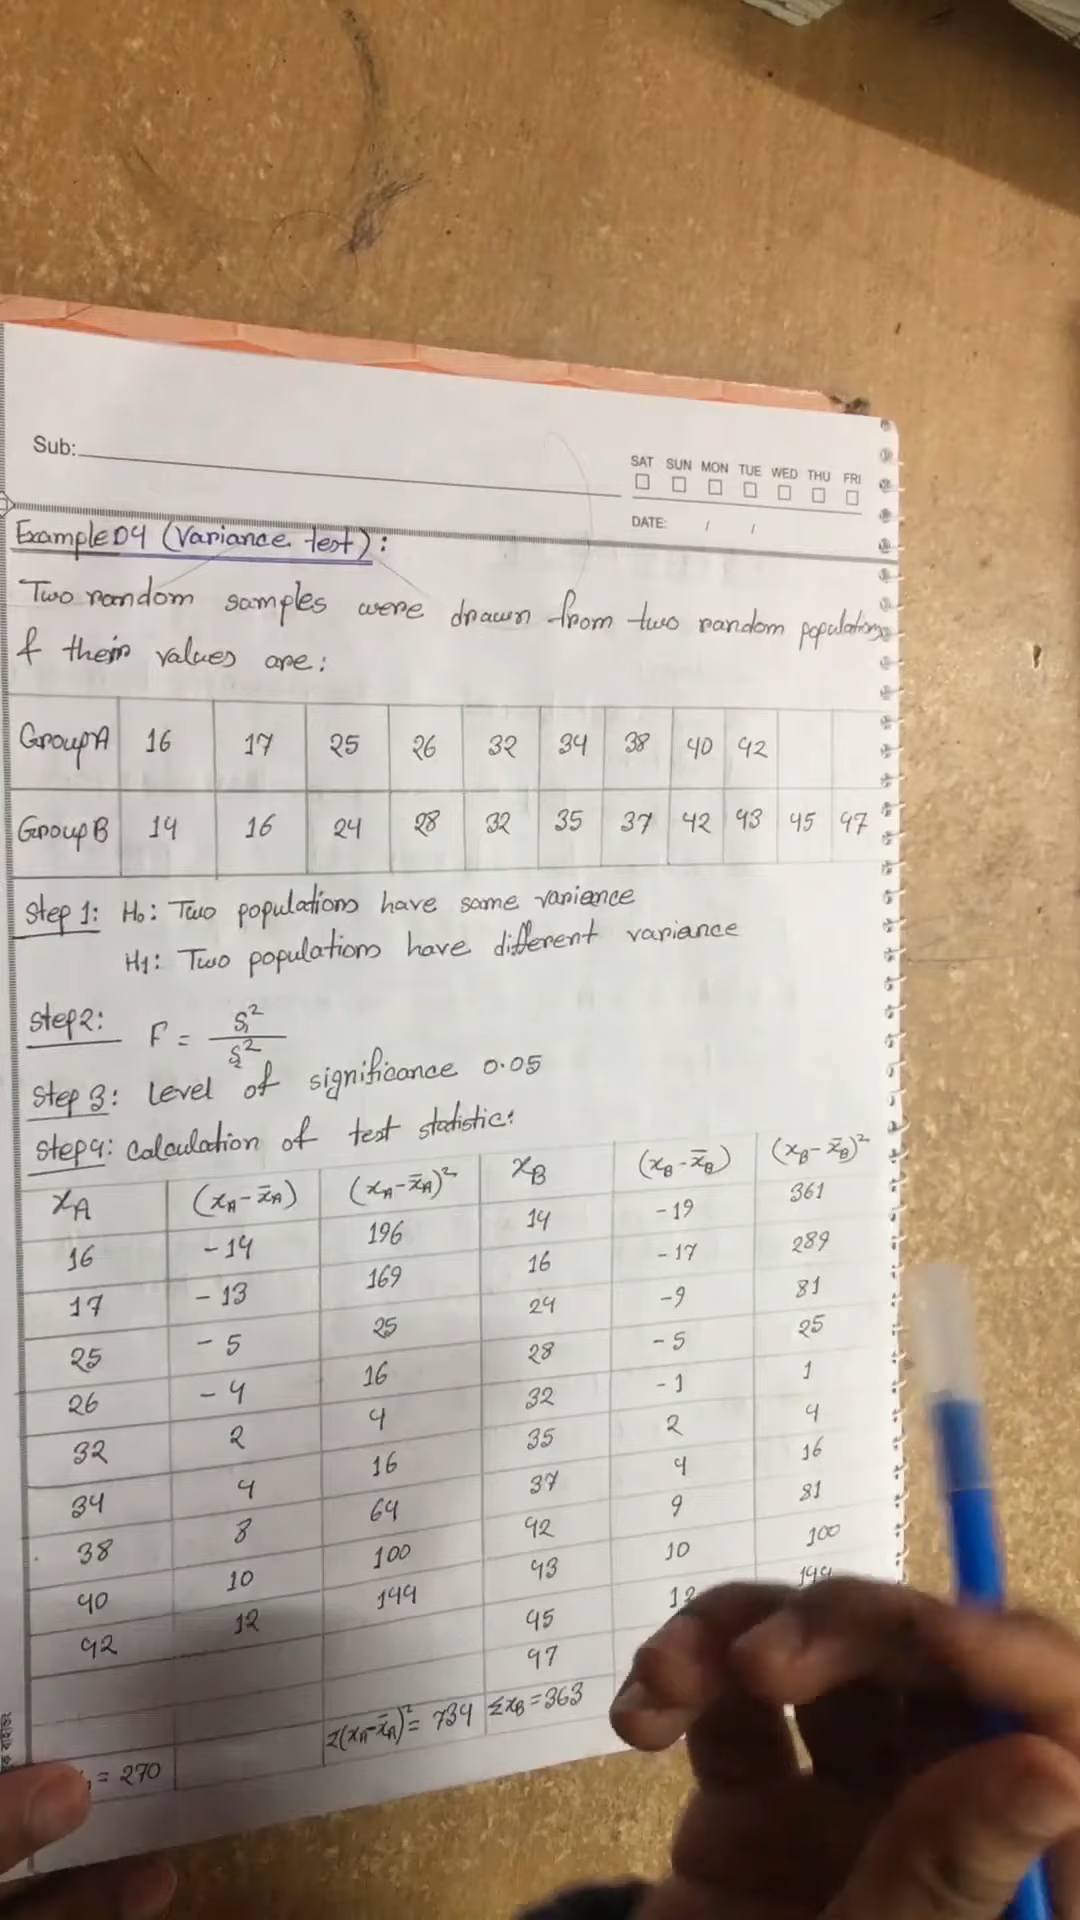 Sub:
SAT SUN MON TUE WED THU FRI
DATE: / /
Example 04 (Variance test):
Two random samples were drawn from two random populations
& their values are:
Group A 16 17 25 26 32 34 38 40 42
Group B 14 16 24 28 32 35 37 42 43 45 47
Step 1: H₀: Two populations have same variance
H₁: Two populations have different variance
Step 2: F = S₁²/S₂²
Step 3: Level of significance 0.05
Step 4: Calculation of test statistic:
x_A (x_A - x̄_A) (x_A - x̄_A)² x_B (x_B - x̄_B) (x_B - x̄_B)²
16 -14 196 14 -19 361
17 -13 169 16 -17 289
25 -5 25 24 -9 81
26 -4 16 28 -5 25
32 2 4 32 -1 1
34 4 16 35 2 4
38 8 64 37 4 16
40 10 100 42 9 81
42 12 144 43 10 100
45 12 144
47
= 270 Σ(x_A - x̄_A)² = 734 Σx_B = 363